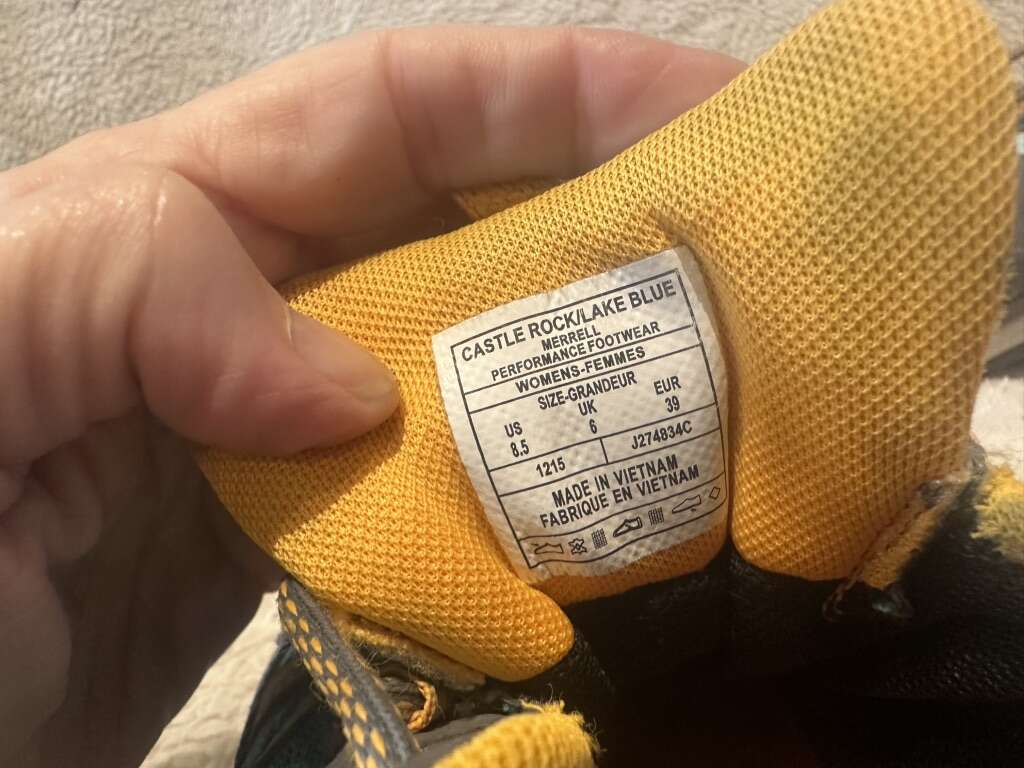 CASTLE ROCK/LAKE BLUE
MERRELL
PERFORMANCE FOOTWEAR
WOMENS-FEMMES
SIZE-GRANDEUR
US UK EUR
8.5 6 39
1215 J274834C
MADE IN VIETNAM
FABRIQUE EN VIETNAM